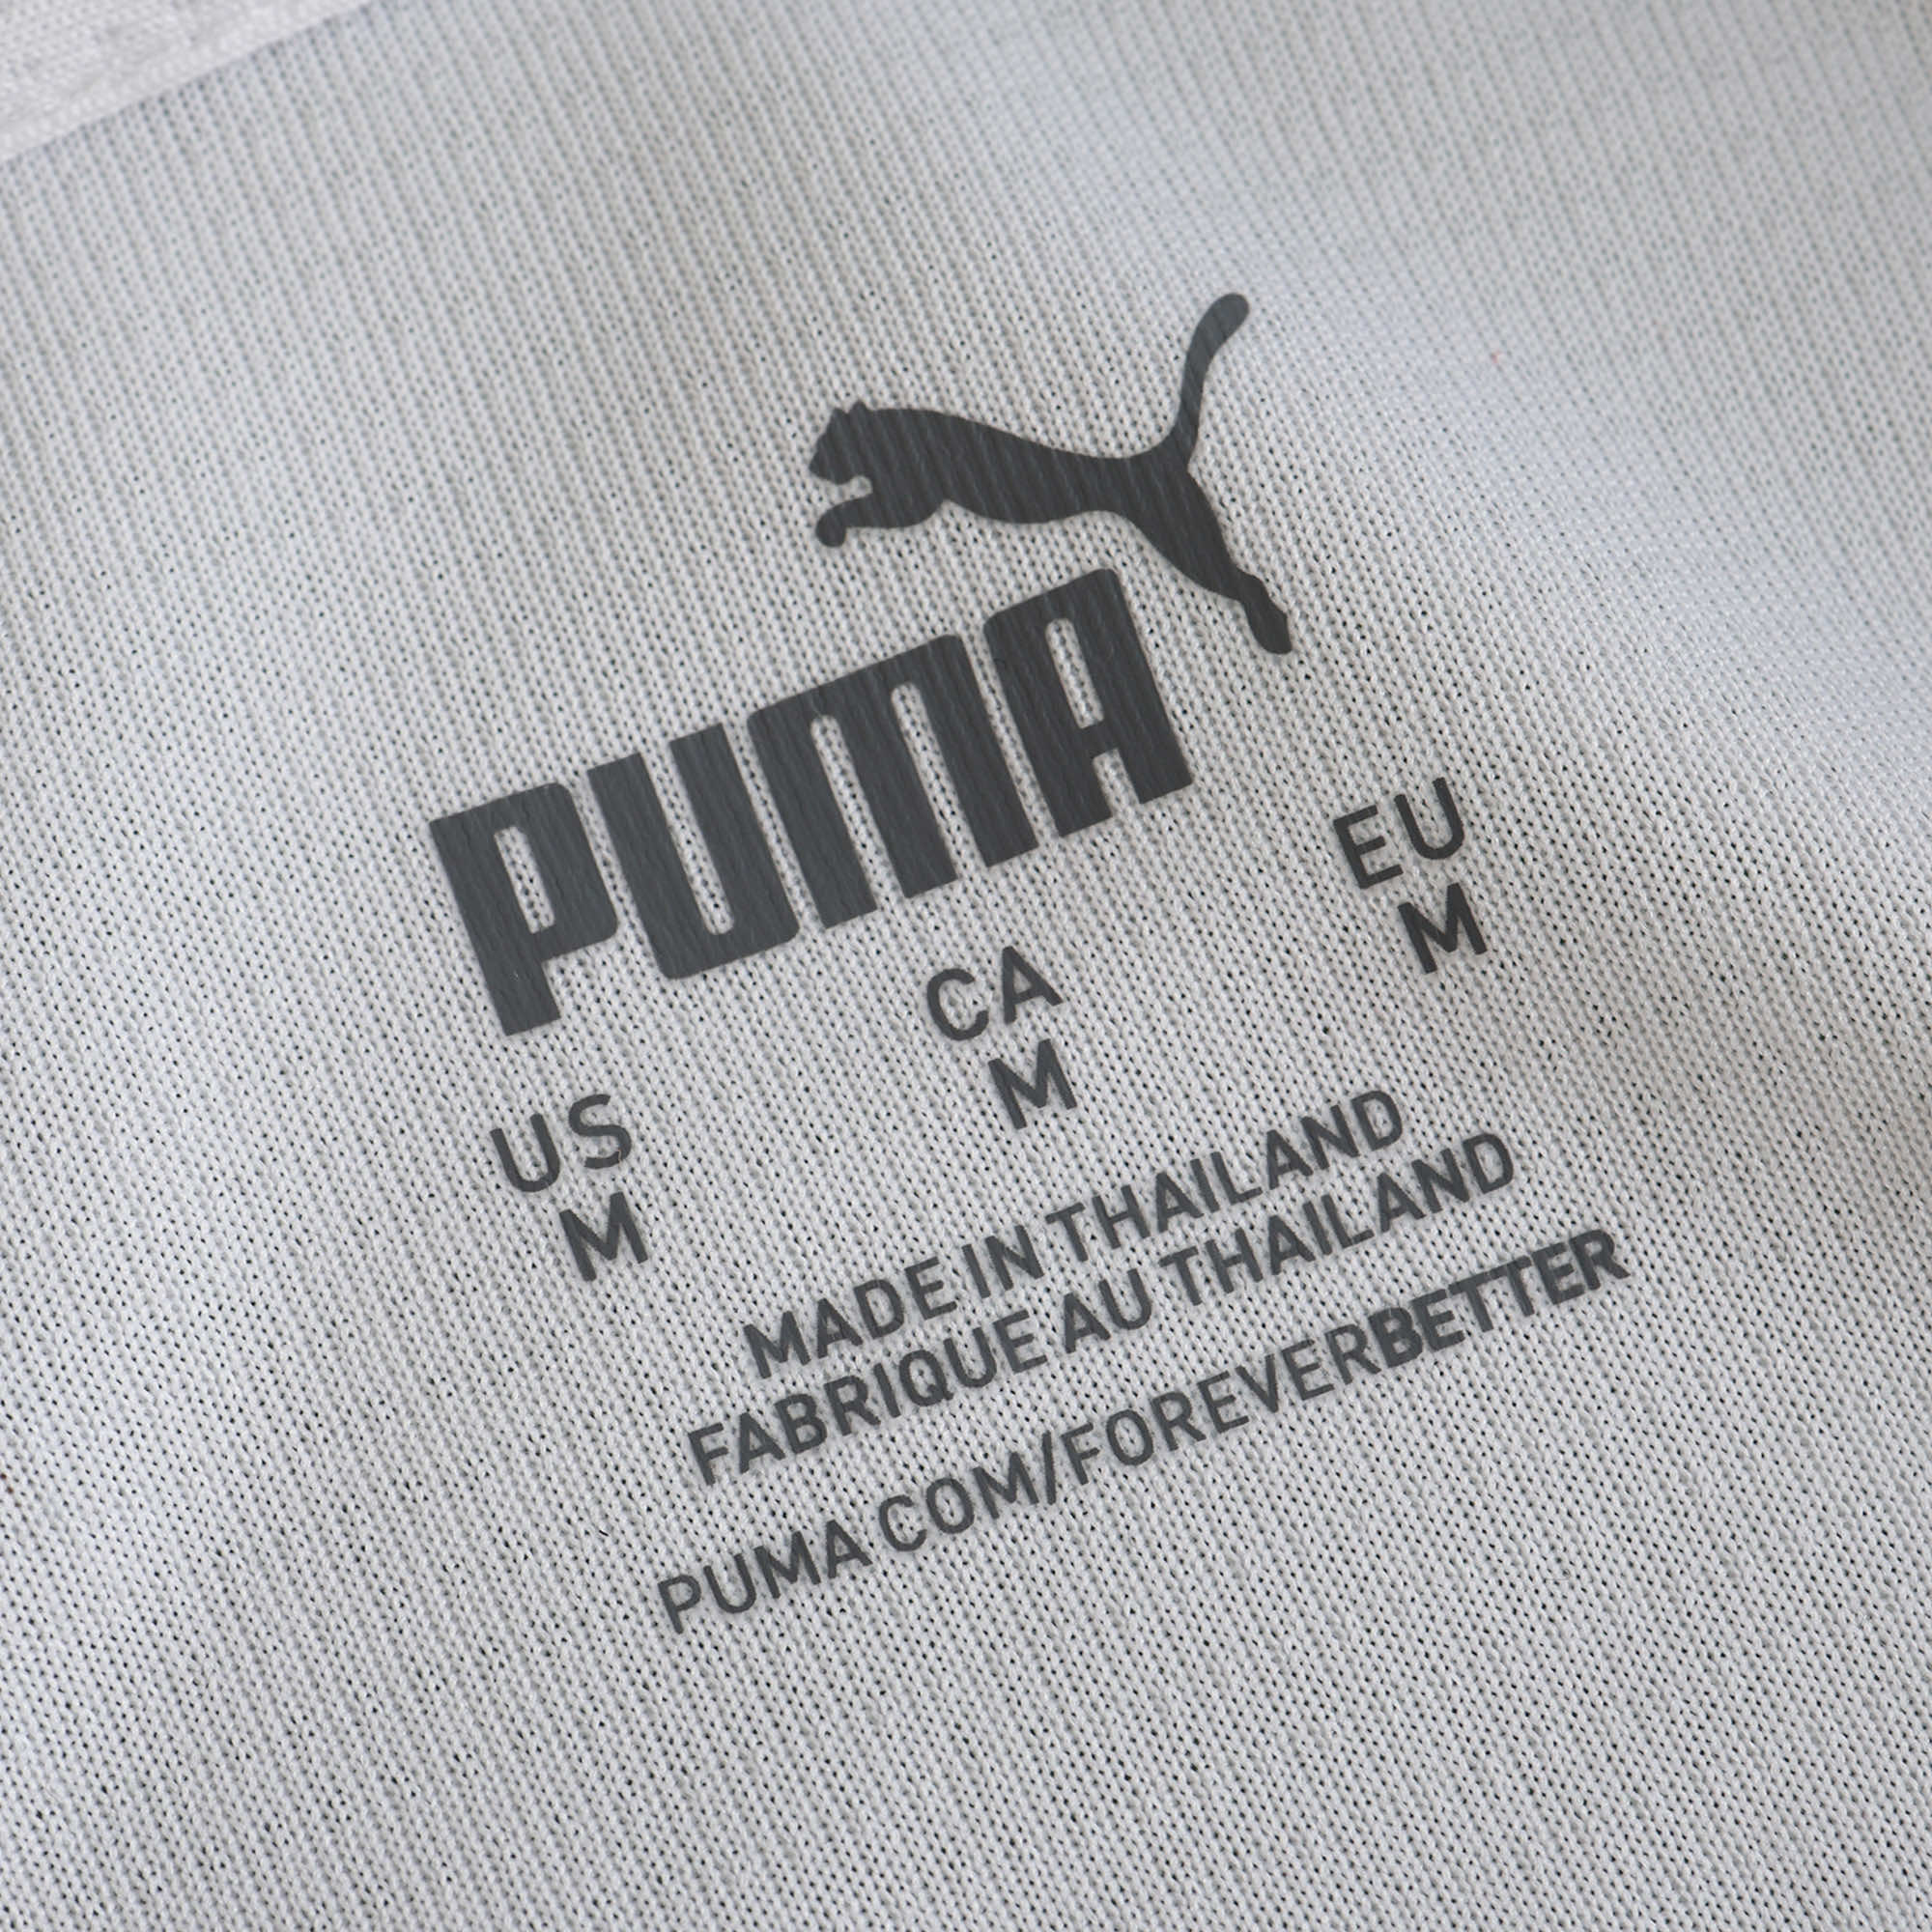 PUMA
US CA EU
M M M
MADE IN THAILAND
FABRIQUE AU THAILAND
PUMA COM/FOREVERBETTER